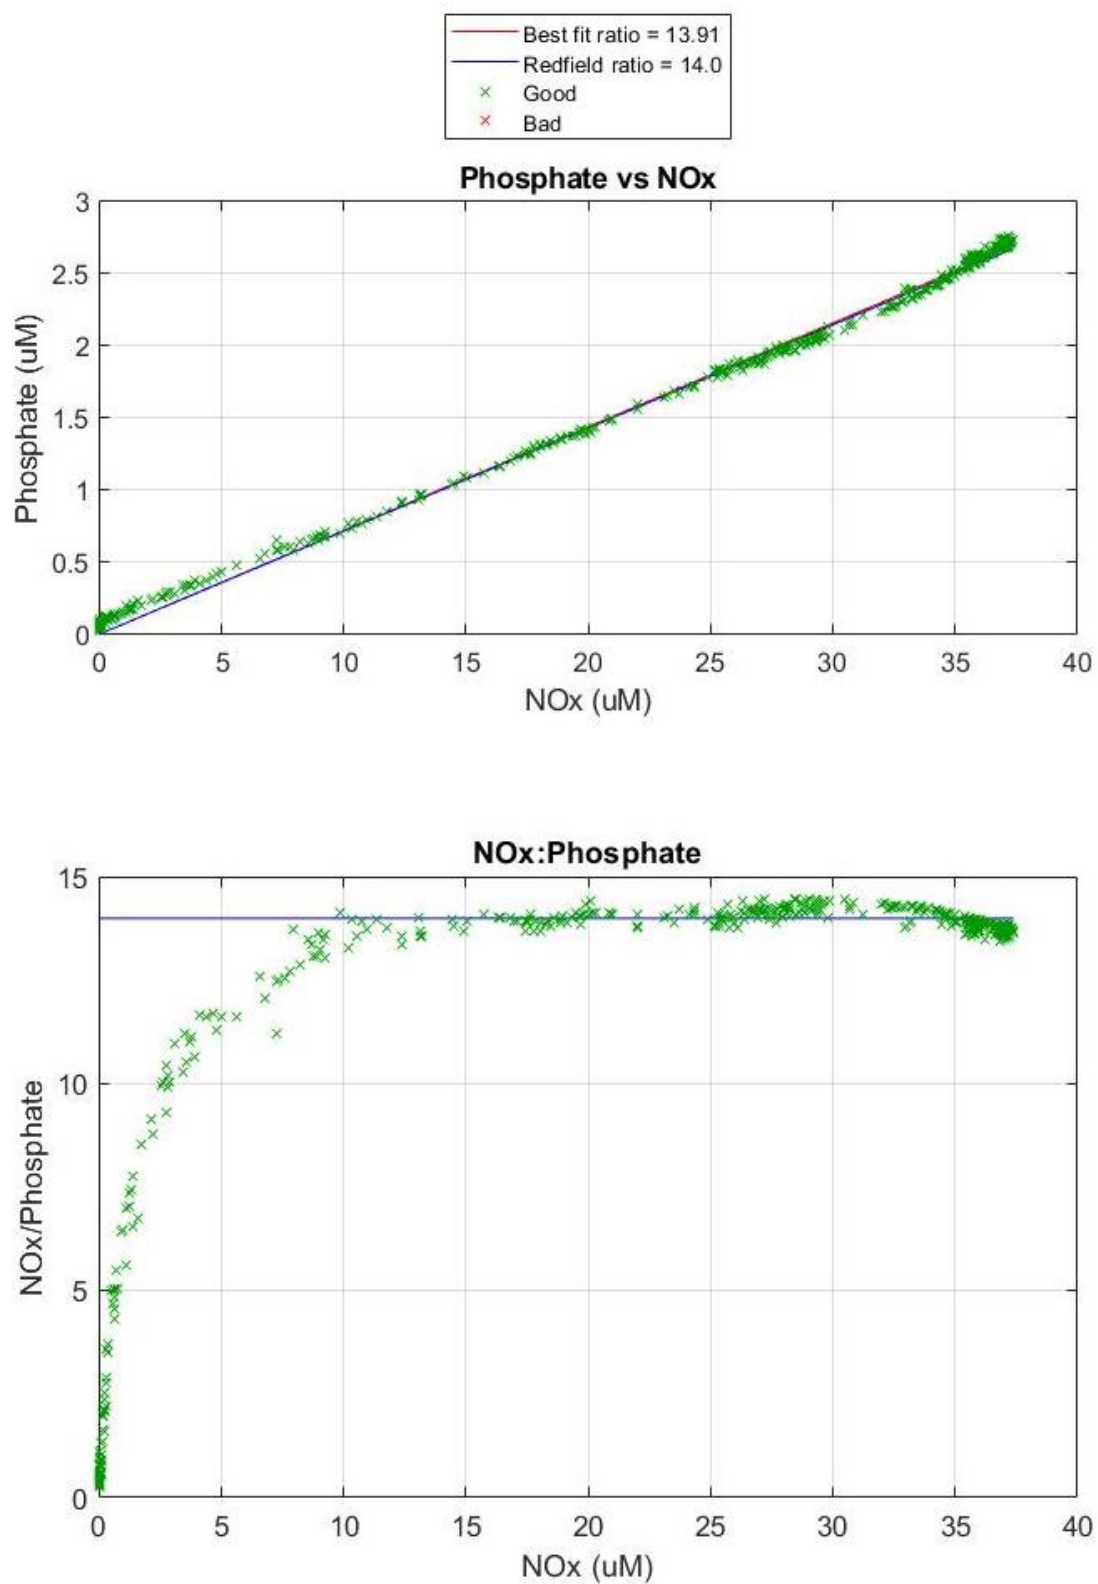 Best fit ratio = 13.91
Redfield ratio = 14.0
Good
Bad
Phosphate vs NOx
3
2.5
2
1.5
1
0.5
0
Phosphate (uM)
0 5 10 15 20 25 30 35 40
NOx (uM)
NOx:Phosphate
15
10
5
0
NOx/Phosphate
0 5 10 15 20 25 30 35 40
NOx (uM)